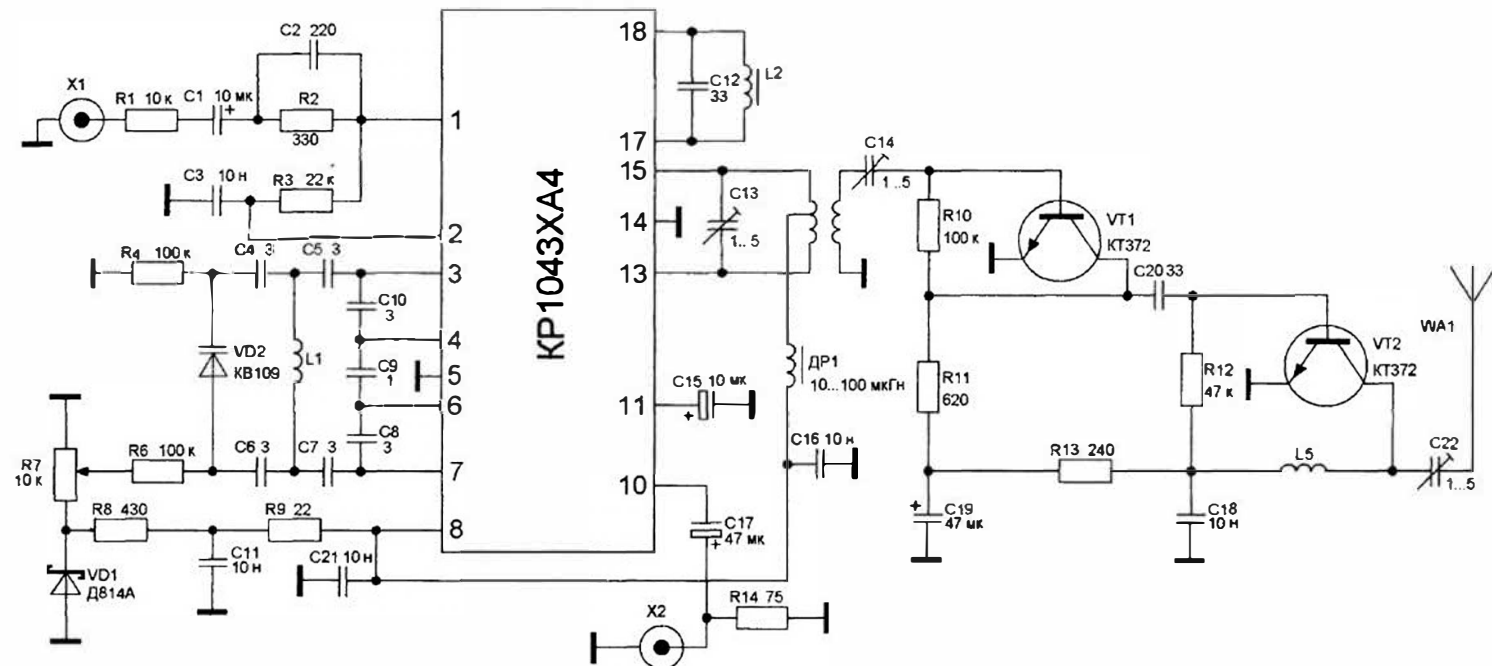 C2 220
X1
R1 10 к
C1 10 мк
+
R2
330
C3 10 н
R3 22 к
R4 100 к
C4 3
C5 3
C10
3
VD2
КВ109
L1
C9
1
C8
3
R7
10 к
R6 100 к
C6 3
C7 3
R8 430
R9 22
C11
10 н
C21 10 н
VD1
Д814А
КР1043ХА4
1
2
3
4
5
6
7
8
18
17
15
14
13
11
10
C12
33
L2
C13
1.. 5
C14
1..5
ДР1
10...100 мкГн
C15 10 мк
+
C16 10 н
C17
47 мк
+
X2
R14 75
R10
100 к
VT1
КТ372
C20 33
R11
620
R12
47 к
VT2
КТ372
WA1
R13 240
L5
C22
1...5
C19
47 мк
+
C18
10 н